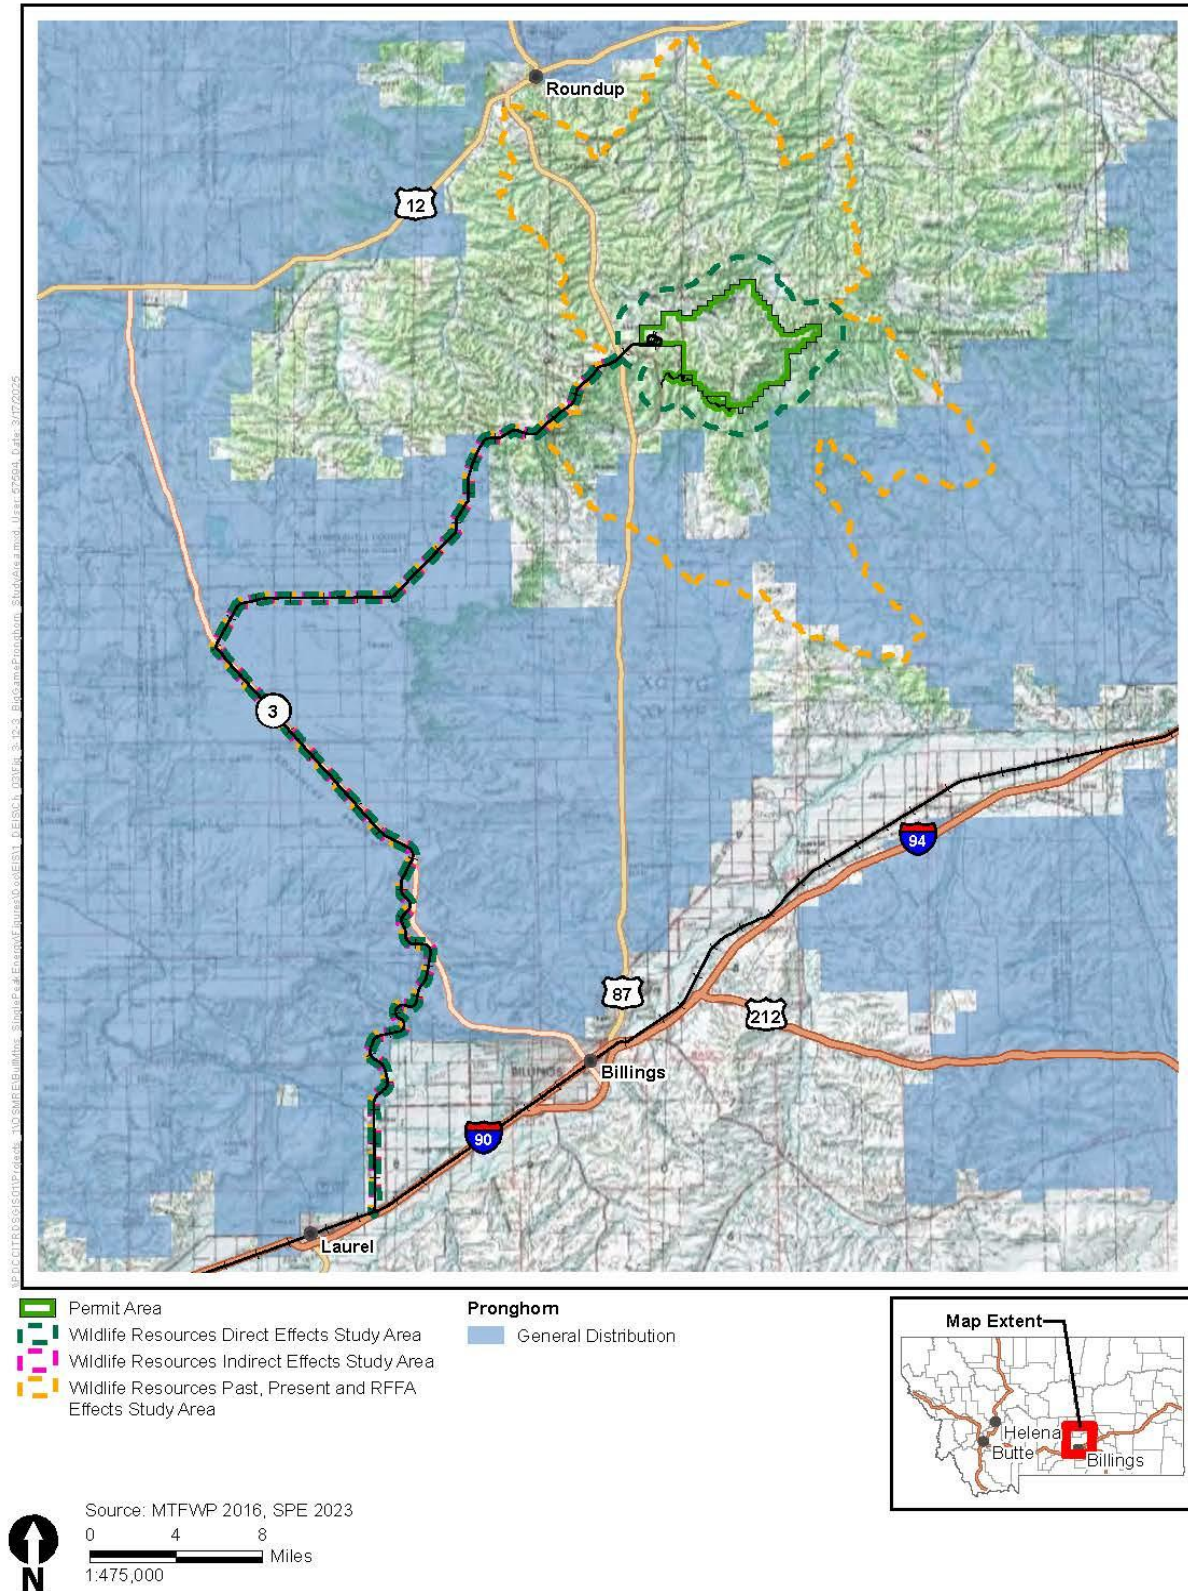 Roundup
12
3
87
94
212
Billings
90
Laurel
Permit Area
Wildlife Resources Direct Effects Study Area
Wildlife Resources Indirect Effects Study Area
Wildlife Resources Past, Present and RFFA
Effects Study Area
Pronghorn
General Distribution
Map Extent
Helena
Butte
Billings
Source: MTFWP 2016, SPE 2023
0 4 8
Miles
1:475,000
N